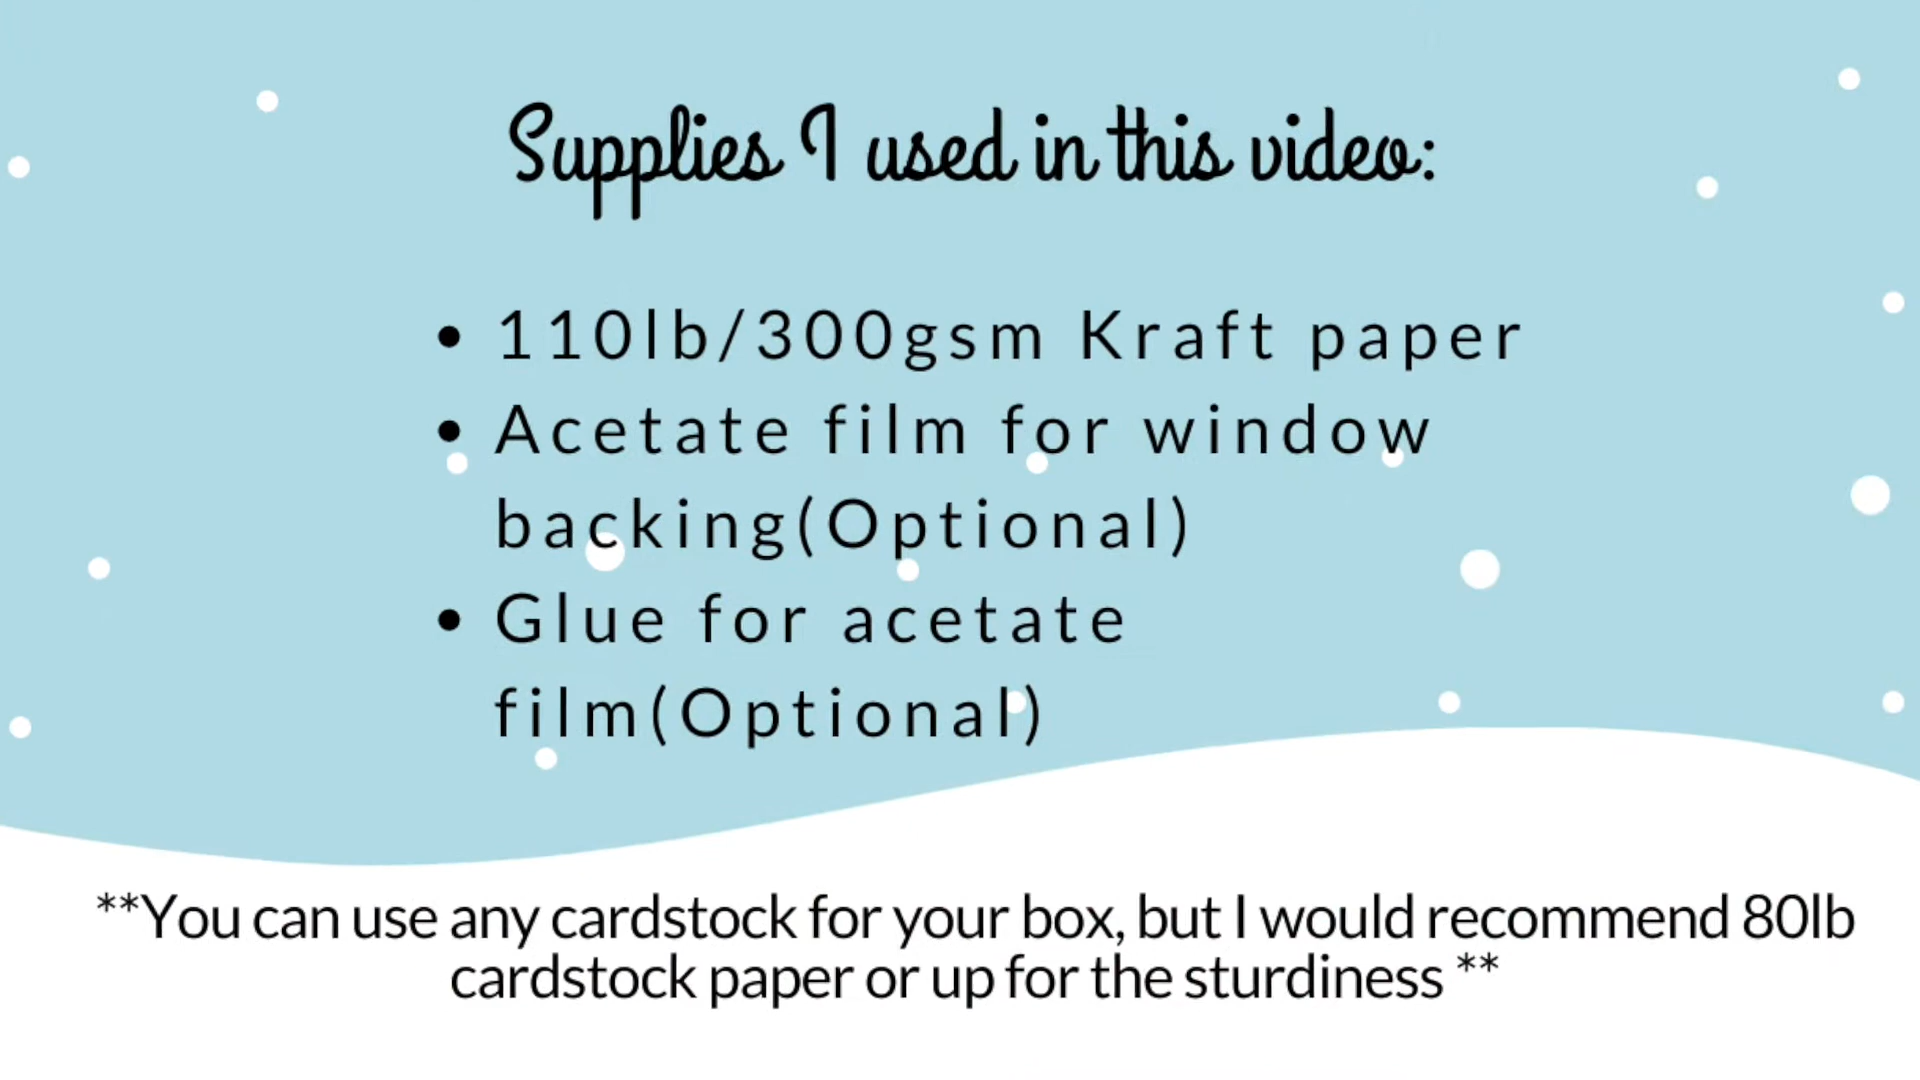 Supplies I used in this video:
• 110lb/300gsm Kraft paper
• Acetate film for window
backing(Optional)
• Glue for acetate
film(Optional)
**You can use any cardstock for your box, but I would recommend 80lb
cardstock paper or up for the sturdiness **